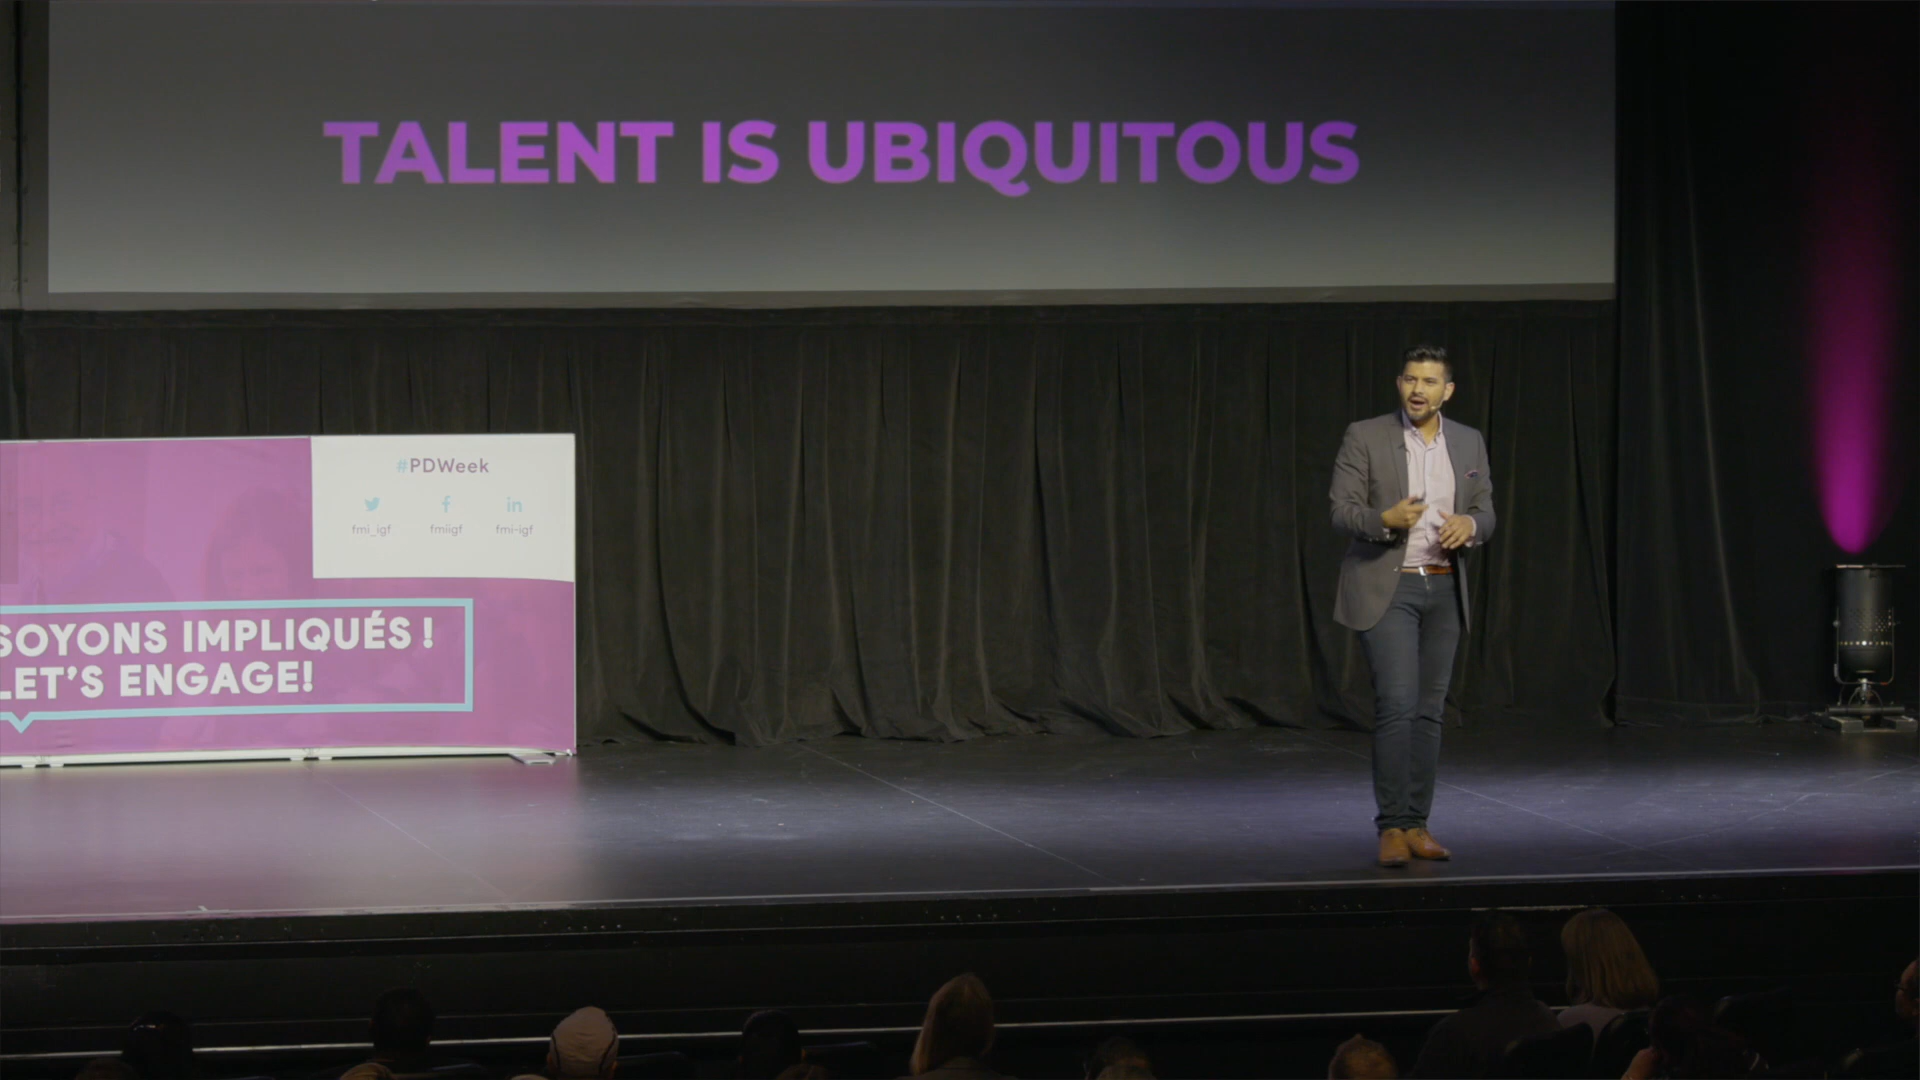 TALENT IS UBIQUITOUS
#PDWeek
fmi_igf fmiigf fmi-igf
SOYONS IMPLIQUÉS !
LET'S ENGAGE!